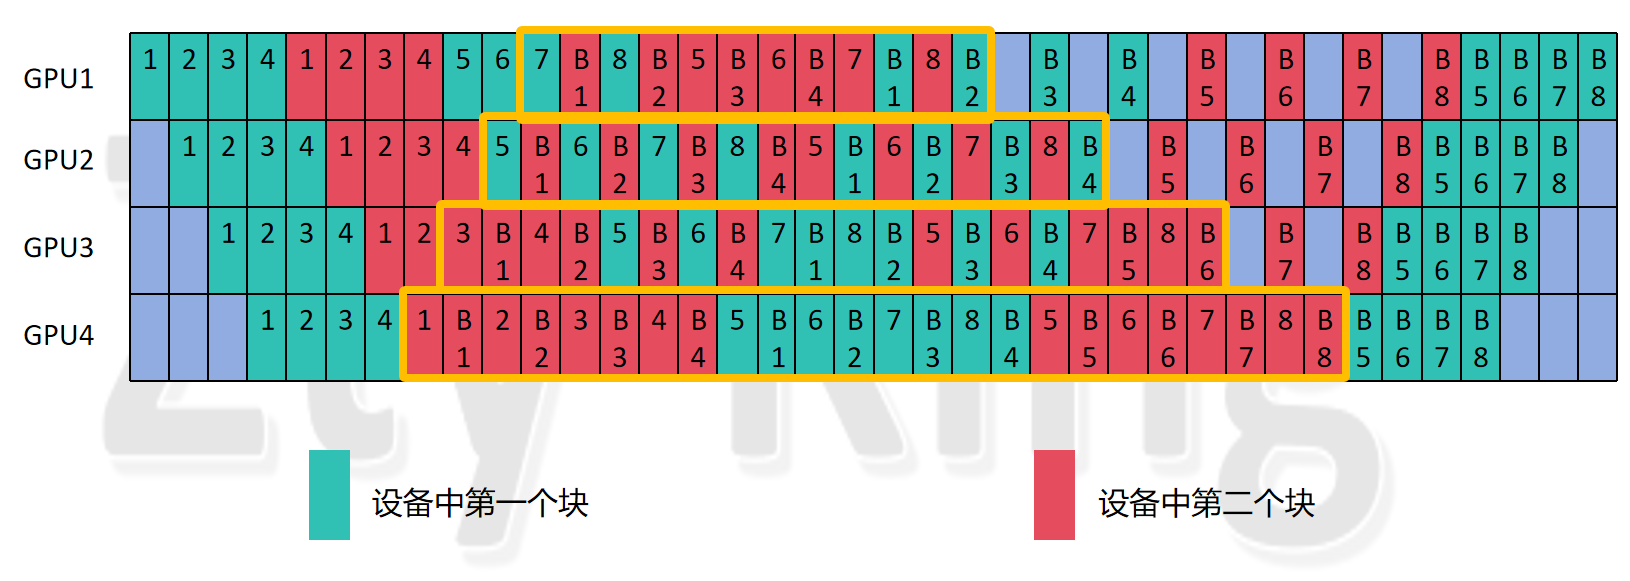 GPU1 1 2 3 4 1 2 3 4 5 6 7 B1 8 B2 5 B3 6 B4 7 B1 8 B2 B3 B4 B5 B6 B7 B8 B5 B6 B7 B8
GPU2 1 2 3 4 1 2 3 4 5 B1 6 B2 7 B3 8 B4 5 B1 6 B2 7 B3 8 B4 B5 B6 B7 B8 B5 B6 B7 B8
GPU3 1 2 3 4 1 2 3 B1 4 B2 5 B3 6 B4 7 B1 8 B2 5 B3 6 B4 7 B5 8 B6 B7 B8 B5 B6 B7 B8
GPU4 1 2 3 4 1 B1 2 B2 3 B3 4 B4 5 B1 6 B2 7 B3 8 B4 5 B5 6 B6 7 B7 8 B8 B5 B6 B7 B8
Zty King
设备中第一个块
设备中第二个块